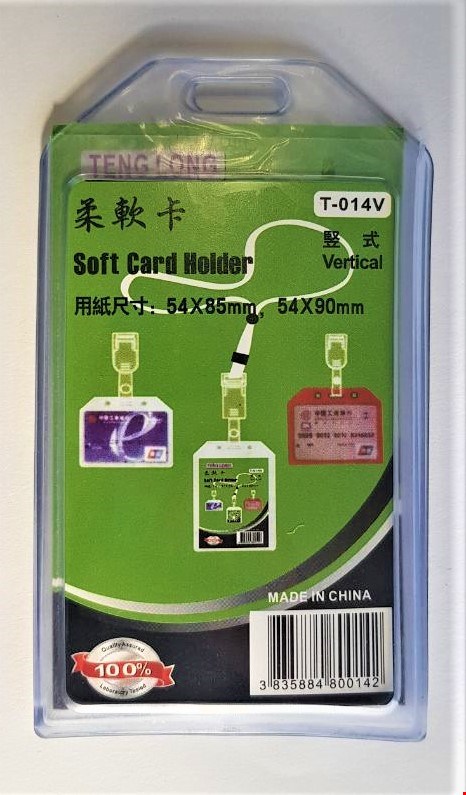 TENG LONG
T-014V
柔軟卡
竪 式
Soft Card Holder
Vertical
用紙尺寸: 54X85mm, 54X90mm
MADE IN CHINA
Quality Assured
100%
Laboratory Tested
3 835884 800142